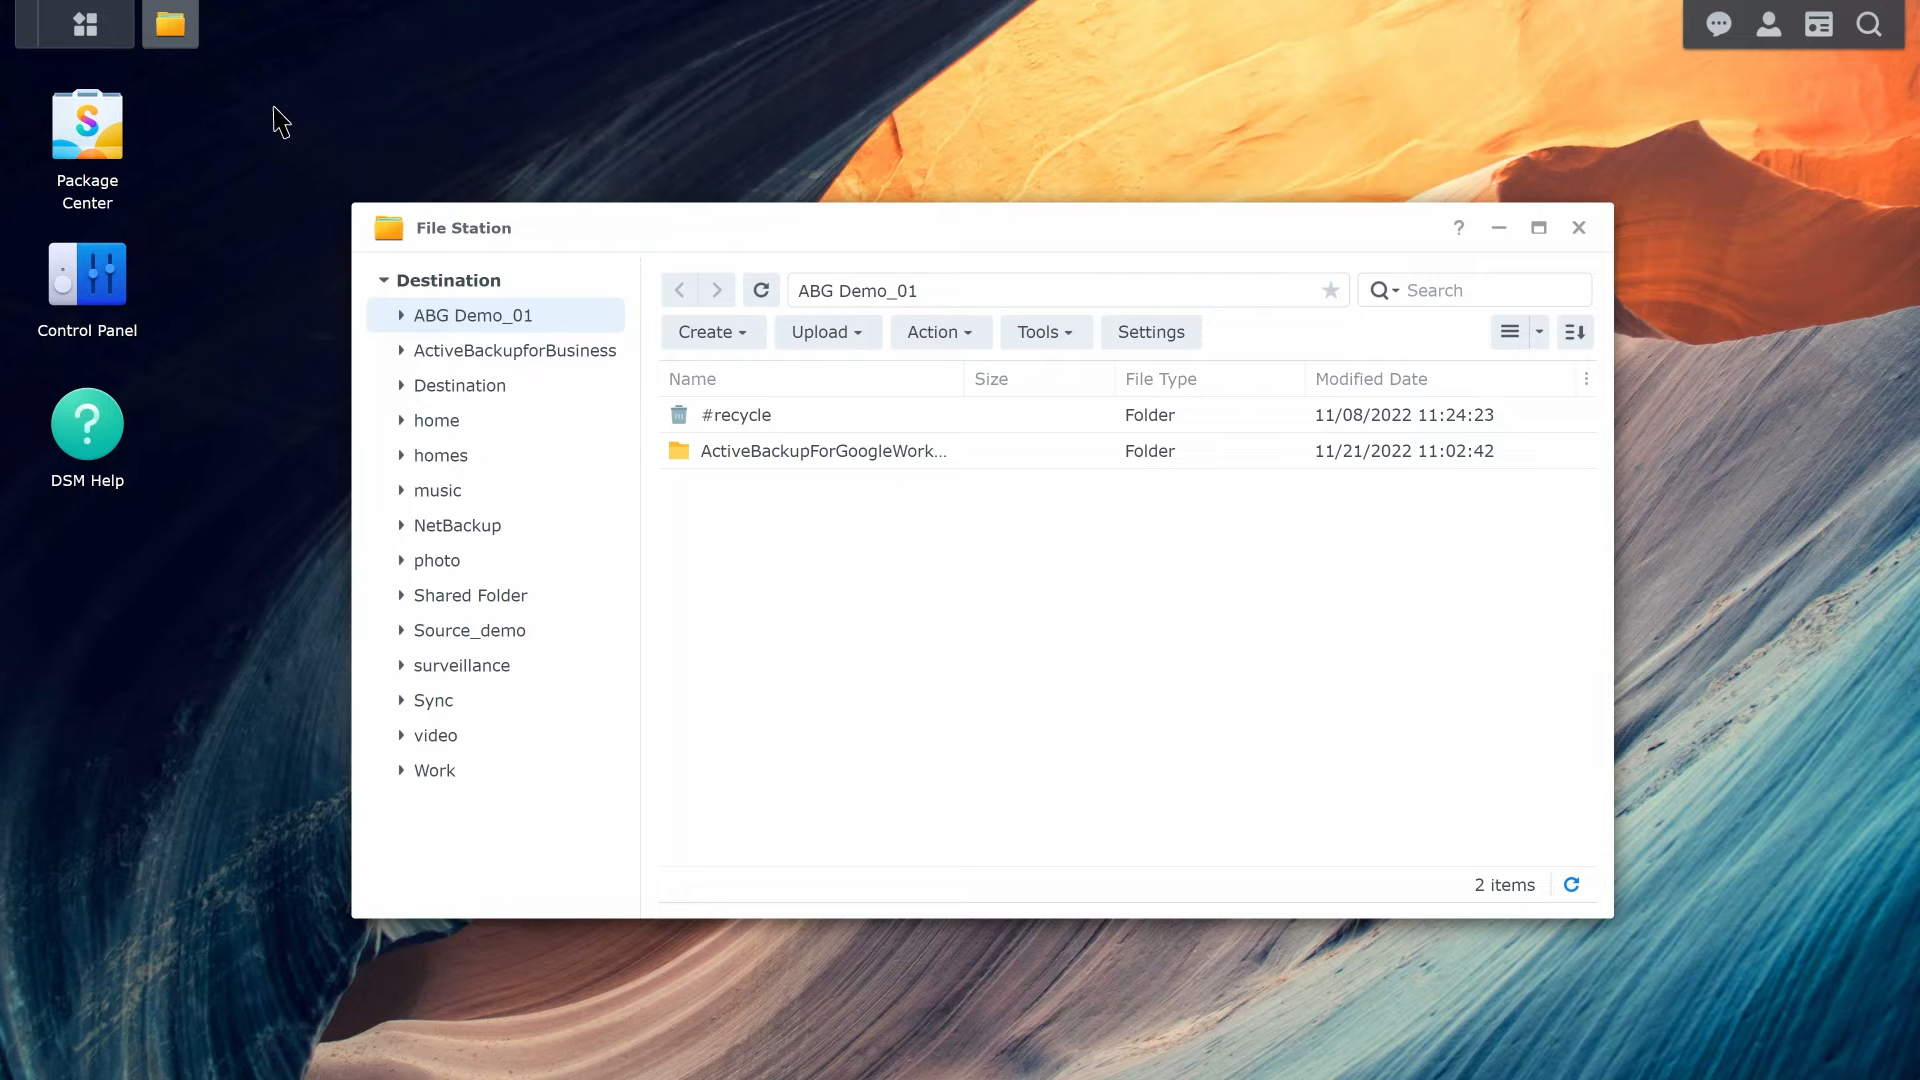 Package
Center
Control Panel
DSM Help
File Station
Destination
ABG Demo_01
ActiveBackupforBusiness
Destination
home
homes
music
NetBackup
photo
Shared Folder
Source_demo
surveillance
Sync
video
Work
ABG Demo_01
Search
Create Upload Action Tools Settings
Name Size File Type Modified Date
#recycle Folder 11/08/2022 11:24:23
ActiveBackupForGoogleWork... Folder 11/21/2022 11:02:42
2 items